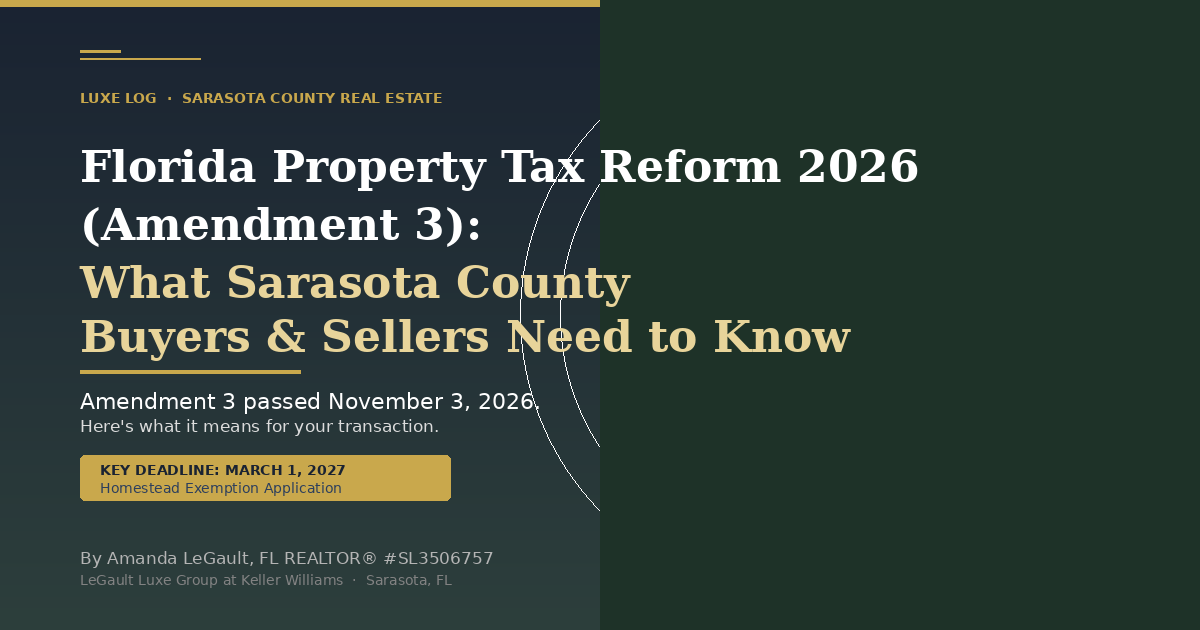 LUXE LOG · SARASOTA COUNTY REAL ESTATE
Florida Property Tax Reform 2026
(Amendment 3):
What Sarasota County
Buyers & Sellers Need to Know
Amendment 3 passed November 3, 2026.
Here's what it means for your transaction.
KEY DEADLINE: MARCH 1, 2027
Homestead Exemption Application
By Amanda LeGault, FL REALTOR® #SL3506757
LeGault Luxe Group at Keller Williams · Sarasota, FL